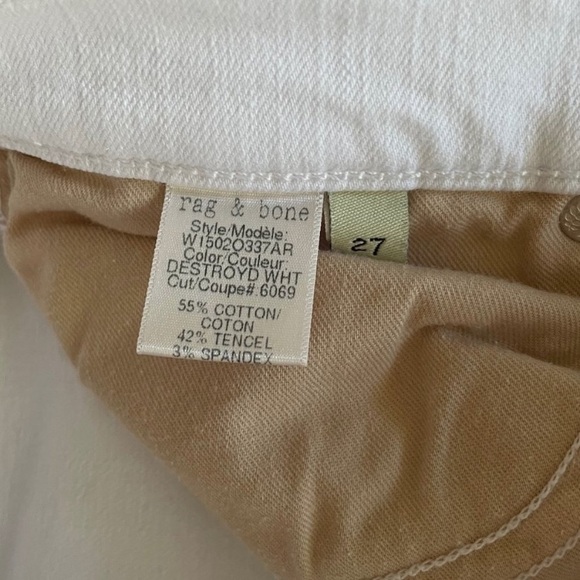 rag & bone
Style/Modèle:
W1502O337AR
Color/Couleur
DESTROYD WHT
Cut/Coupe#.6069
55% COTTON/
COTON
42% TENCEL
3% SPANDEX
27